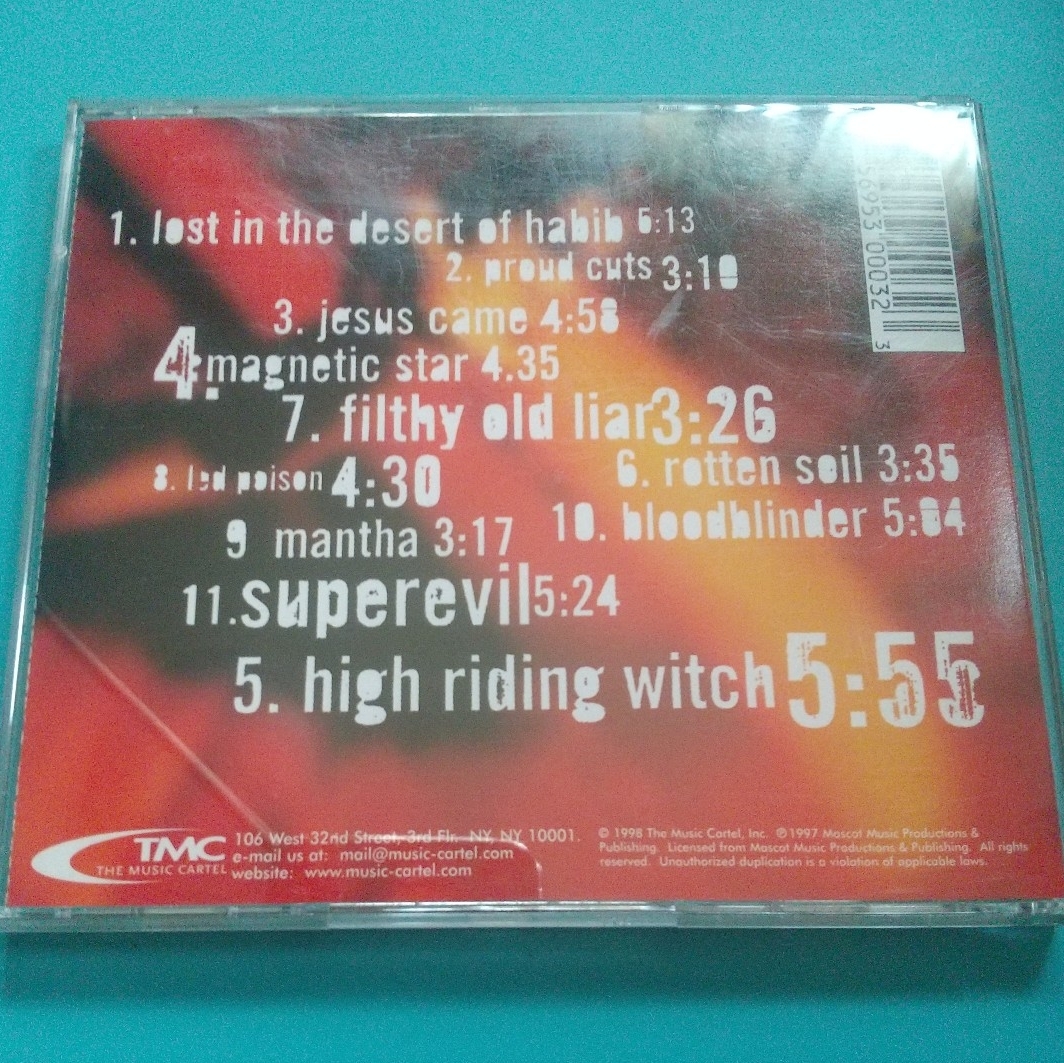 1. lost in the desert of habib 5:13
2. proud cuts 3:10
3. jesus came 4:58
4. magnetic star 4.35
7. filthy old liar 3:26
8. led poison 4:30
6. rotten soil 3:35
9 mantha 3:17
10. bloodblinder 5:04
11. superevil 5:24
5. high riding witch 5:55
56953 00032 3
TMC
THE MUSIC CARTEL
106 West 32nd Street, 3rd Flr. NY, NY 10001.
e-mail us at: mail@music-cartel.com
website: www.music-cartel.com
© 1998 The Music Cartel, Inc. ℗1997 Mascot Music Productions &
Publishing. Licensed from Mascot Music Productions & Publishing. All rights
reserved. Unauthorized duplication is a violation of applicable laws.